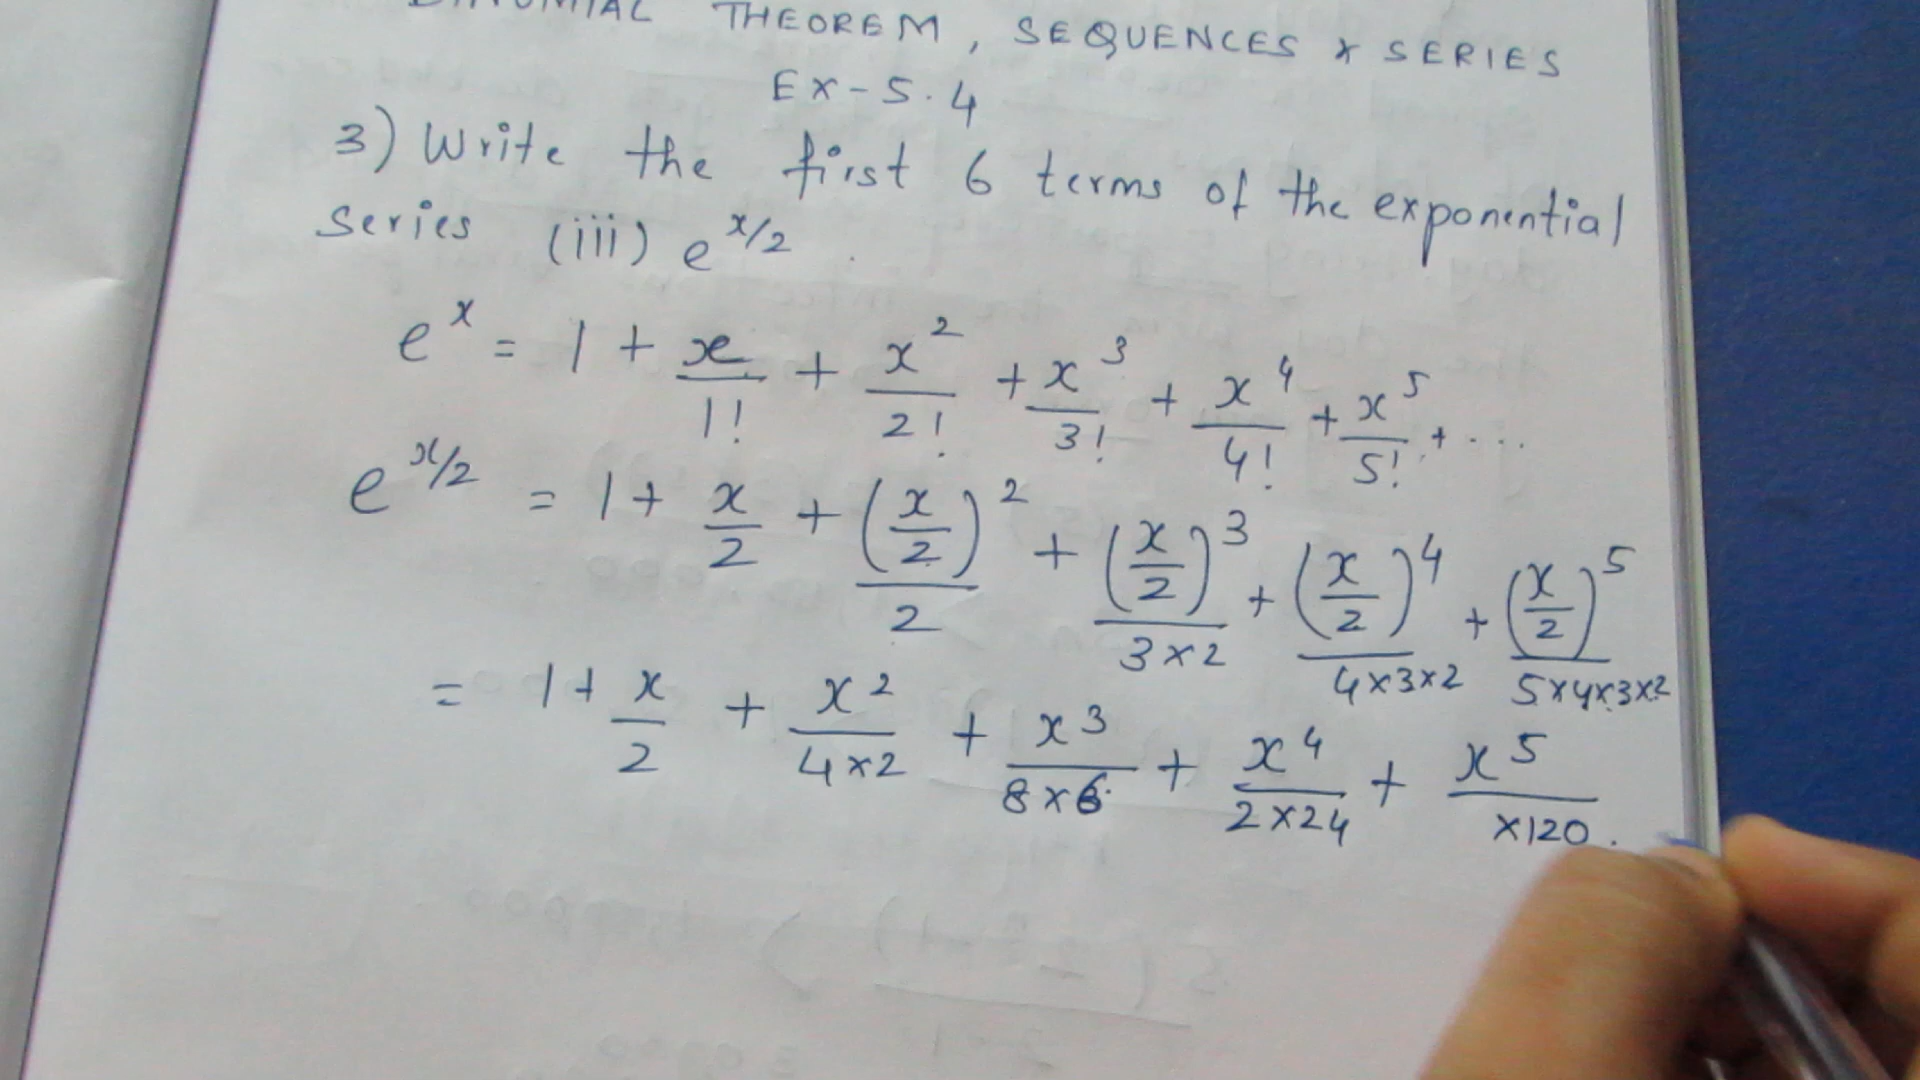 BINOMIAL THEOREM, SEQUENCES & SERIES
EX-5.4
3) Write the first 6 terms of the exponential
series (iii) e^x/2.
e^x = 1 + x/1! + x^2/2! + x^3/3! + x^4/4! + x^5/5! + ...
e^x/2 = 1 + x/2 + (x/2)^2/2 + (x/2)^3/3×2 + (x/2)^4/4×3×2 + (x/2)^5/5×4×3×2
= 1 + x/2 + x^2/4×2 + x^3/8×6 + x^4/2×24 + x^5/×120.